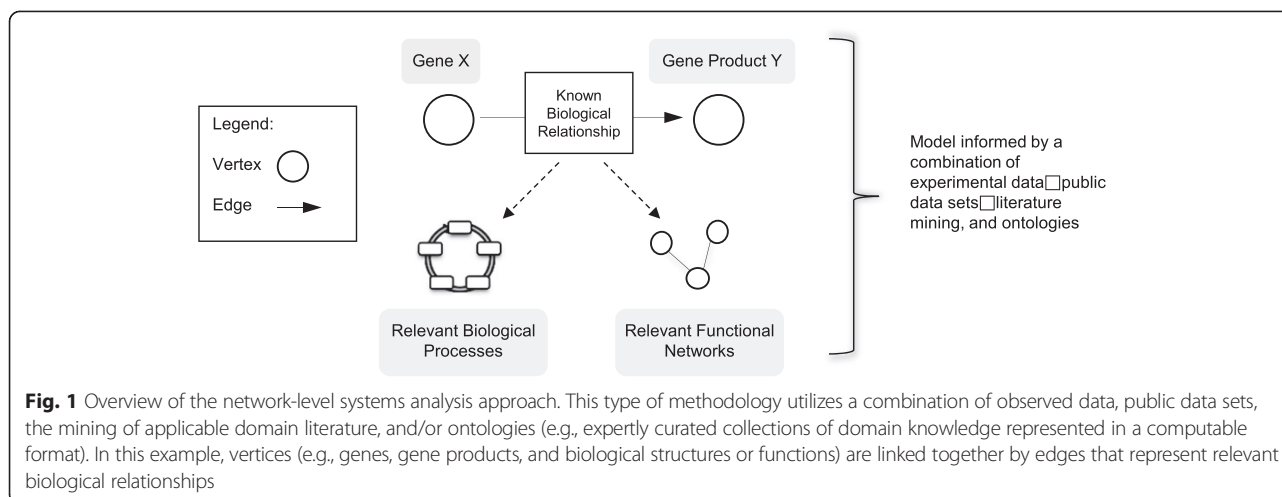 Gene X
Gene Product Y
Known
Biological
Relationship
Legend:
Vertex
Edge
Model informed by a
combination of
experimental data□public
data sets□literature
mining, and ontologies
Relevant Biological
Processes
Relevant Functional
Networks
Fig. 1 Overview of the network-level systems analysis approach. This type of methodology utilizes a combination of observed data, public data sets,
the mining of applicable domain literature, and/or ontologies (e.g., expertly curated collections of domain knowledge represented in a computable
format). In this example, vertices (e.g., genes, gene products, and biological structures or functions) are linked together by edges that represent relevant
biological relationships